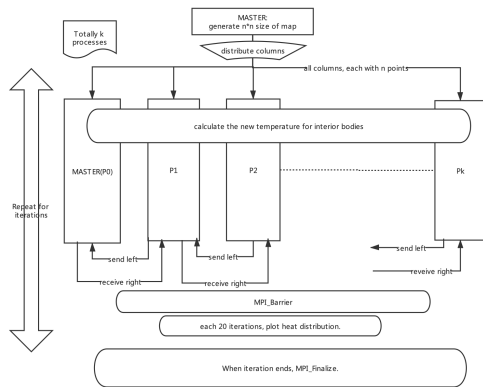 MASTER:
generate n*n size of map
Totally k
processes
distribute columns
all columns, each with n points
calculate the new temperature for interior bodies
MASTER(P0)
P1
P2
Pk
Repeat for
iterations
send left
send left
send left
receive right
receive right
reveive right
MPI_Barrier
each 20 iterations, plot heat distribution.
When iteration ends, MPI_Finalize.